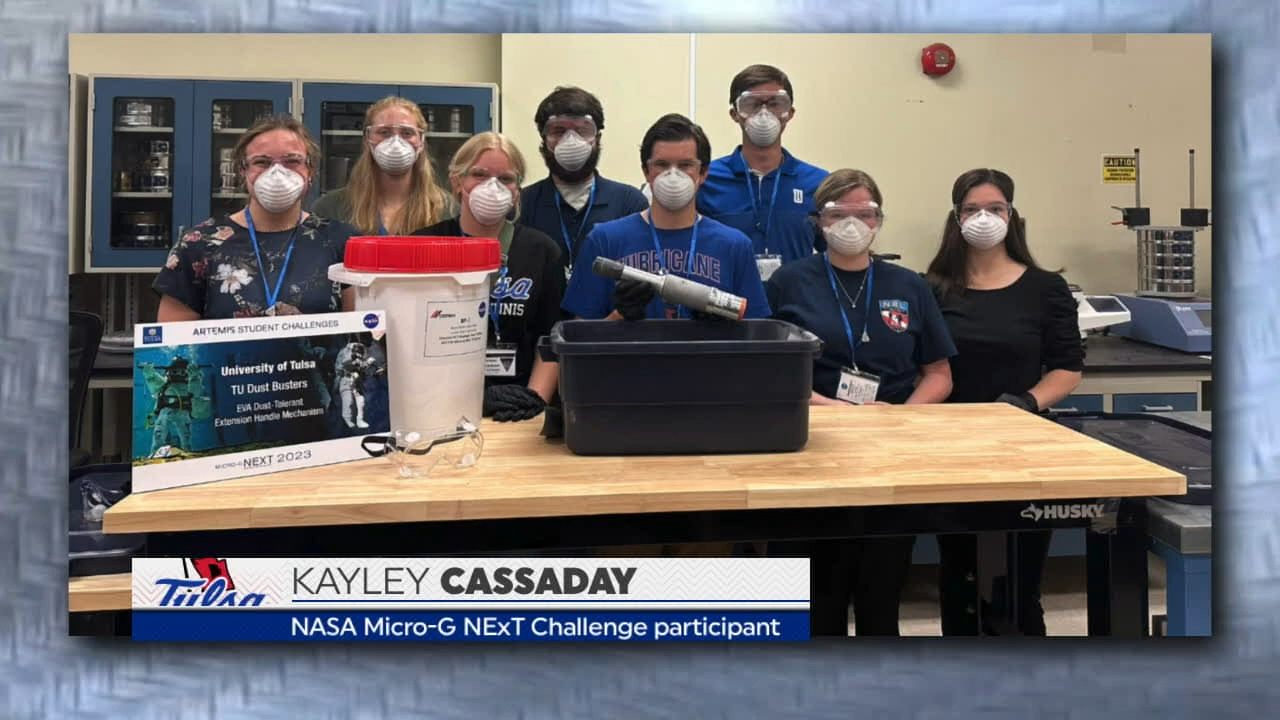 CAUTION
HURRICANE
Tulsa
NBL
ARTEMIS STUDENT CHALLENGES
University of Tulsa
TU Dust Busters
EVA Dust-Tolerant
Extension Handle Mechanism
MICRO-G NEXT 2023
HUSKY
Tulsa
KAYLEY CASSADAY
NASA Micro-G NExT Challenge participant